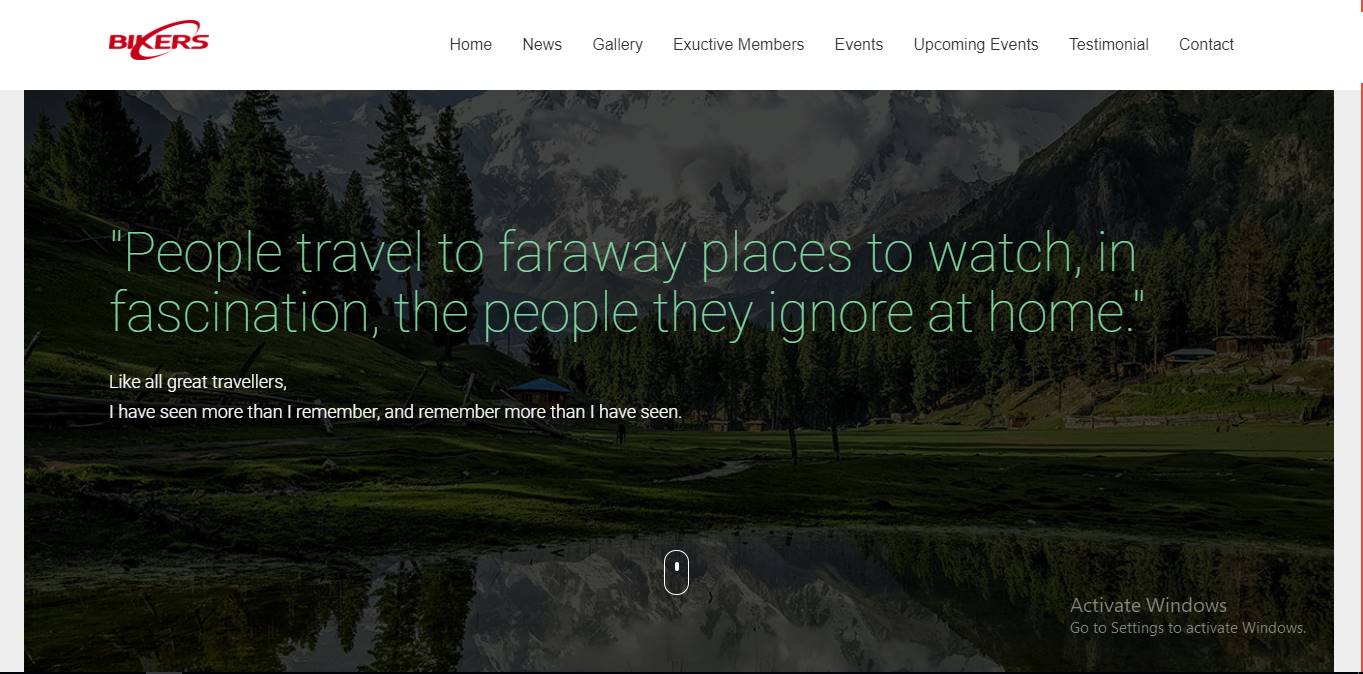 BIKERS
Home News Gallery Exuctive Members Events Upcoming Events Testimonial Contact
"People travel to faraway places to watch, in
fascination, the people they ignore at home."
Like all great travellers,
I have seen more than I remember, and remember more than I have seen.
Activate Windows
Go to Settings to activate Windows.